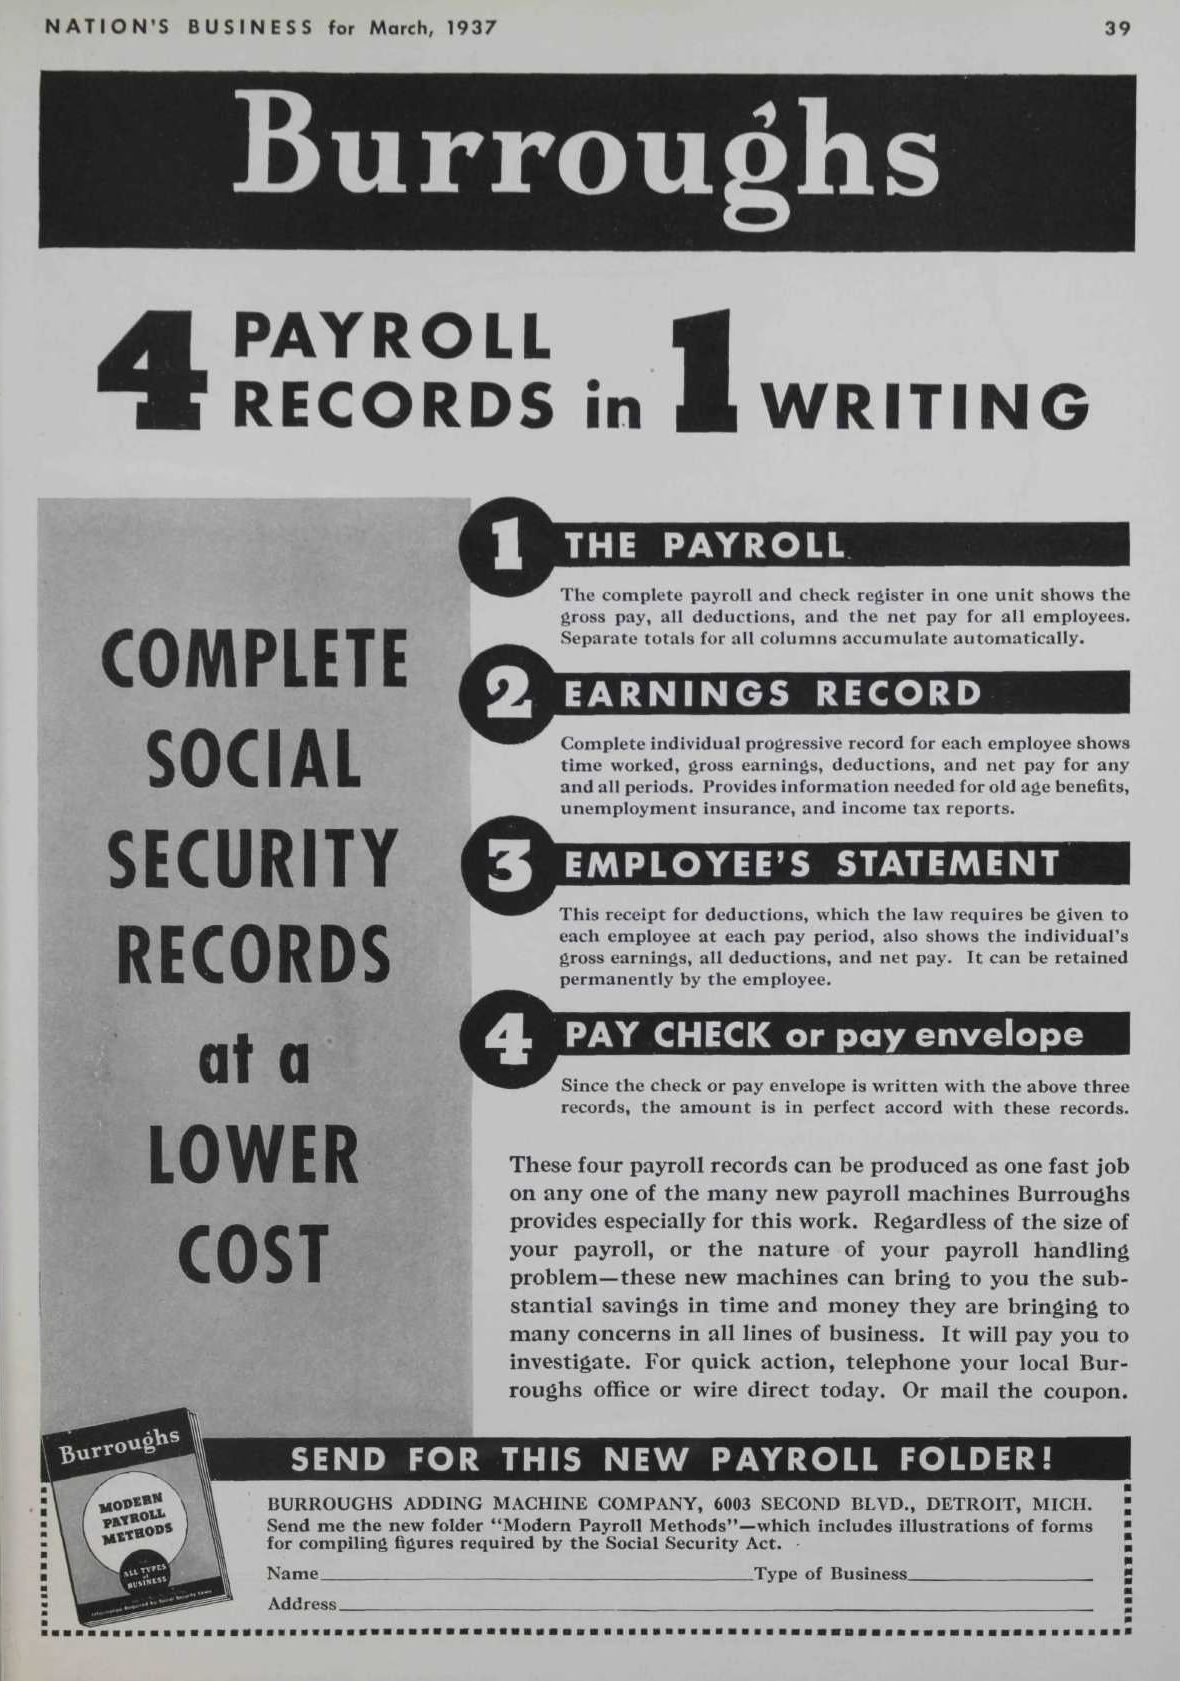 NATION'S BUSINESS for March, 1937
39
Burroughs
4 PAYROLL RECORDS in 1 WRITING
COMPLETE
SOCIAL
SECURITY
RECORDS
at a
LOWER
COST
1 THE PAYROLL
The complete payroll and check register in one unit shows the
gross pay, all deductions, and the net pay for all employees.
Separate totals for all columns accumulate automatically.
2 EARNINGS RECORD
Complete individual progressive record for each employee shows
time worked, gross earnings, deductions, and net pay for any
and all periods. Provides information needed for old age benefits,
unemployment insurance, and income tax reports.
3 EMPLOYEE'S STATEMENT
This receipt for deductions, which the law requires be given to
each employee at each pay period, also shows the individual's
gross earnings, all deductions, and net pay. It can be retained
permanently by the employee.
4 PAY CHECK or pay envelope
Since the check or pay envelope is written with the above three
records, the amount is in perfect accord with these records.
These four payroll records can be produced as one fast job
on any one of the many new payroll machines Burroughs
provides especially for this work. Regardless of the size of
your payroll, or the nature of your payroll handling
problem—these new machines can bring to you the sub-
stantial savings in time and money they are bringing to
many concerns in all lines of business. It will pay you to
investigate. For quick action, telephone your local Bur-
roughs office or wire direct today. Or mail the coupon.
Burroughs
MODERN
PAYROLL
METHODS
ALL TYPES
of
BUSINESS
Information Required by Social Security Laws
SEND FOR THIS NEW PAYROLL FOLDER!
BURROUGHS ADDING MACHINE COMPANY, 6003 SECOND BLVD., DETROIT, MICH.
Send me the new folder "Modern Payroll Methods"—which includes illustrations of forms
for compiling figures required by the Social Security Act.
Name Type of Business
Address